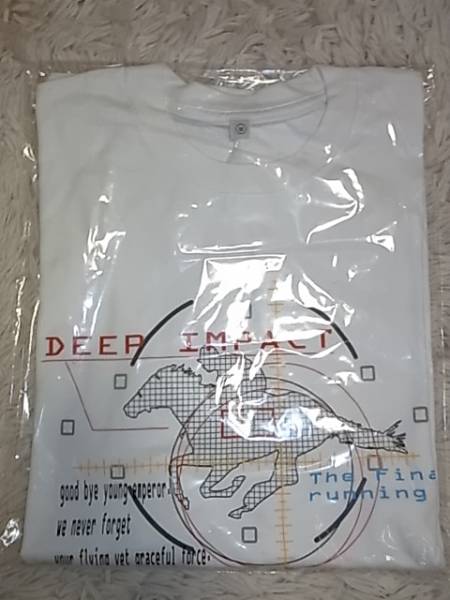 DEEP IMPACT
The Fina
running
good bye young emperor.
We never forget
your flying yet graceful force.